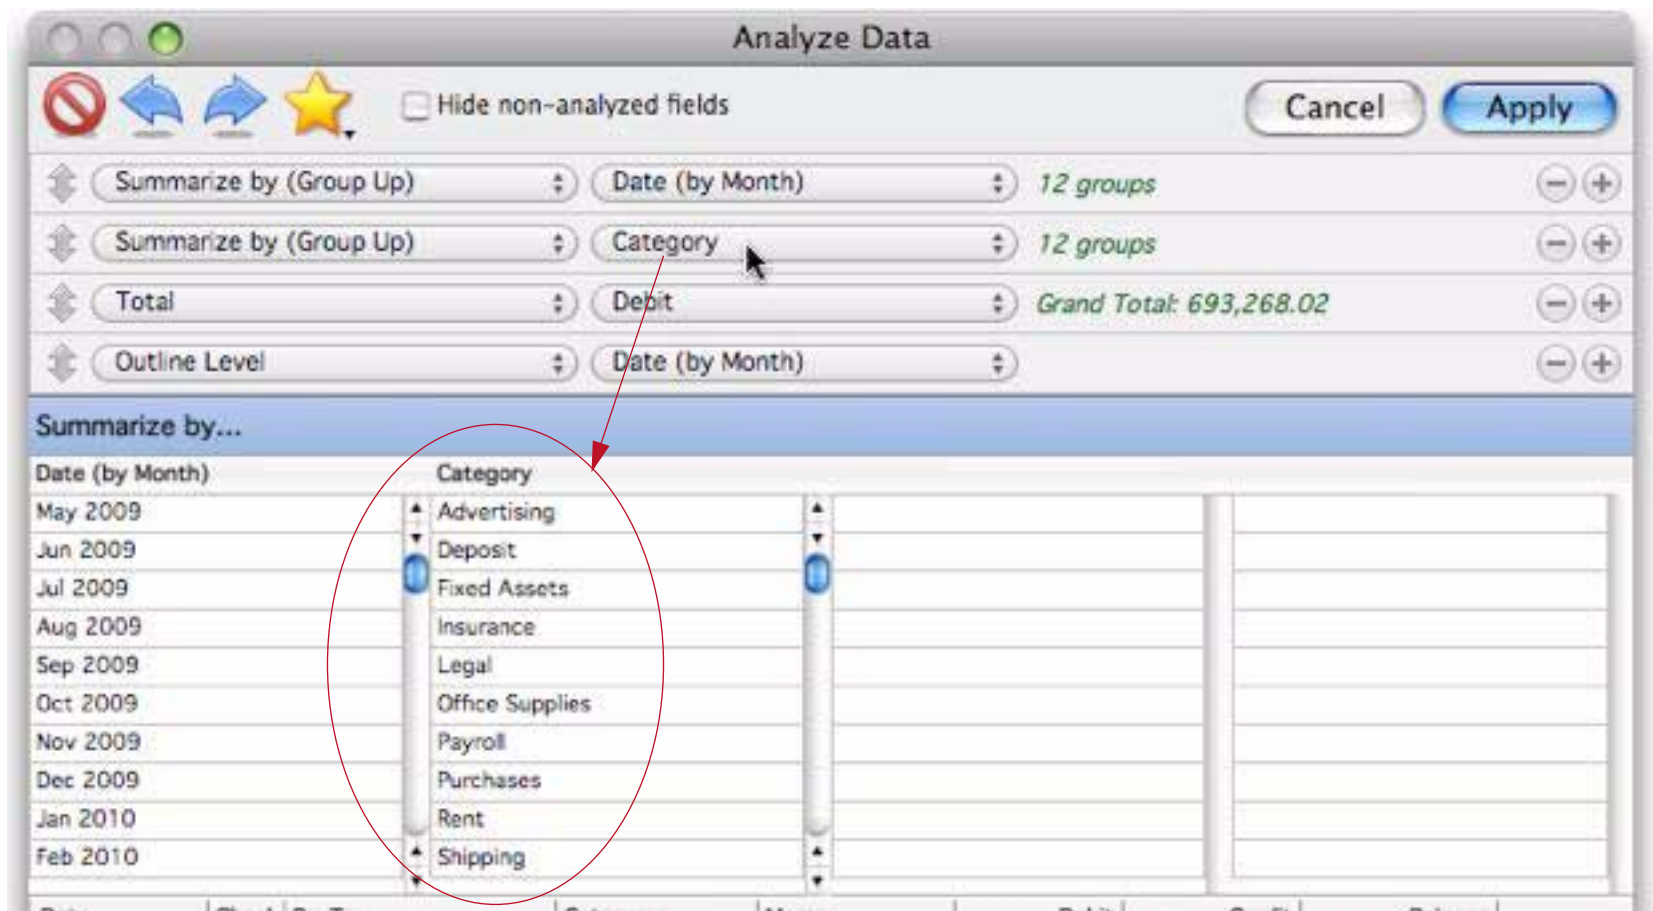 Analyze Data
Hide non-analyzed fields
Cancel
Apply
Summarize by (Group Up)
Date (by Month)
12 groups
Summarize by (Group Up)
Category
12 groups
Total
Debit
Grand Total: 693,268.02
Outline Level
Date (by Month)
Summarize by...
Date (by Month)
Category
May 2009
Advertising
Jun 2009
Deposit
Jul 2009
Fixed Assets
Aug 2009
Insurance
Sep 2009
Legal
Oct 2009
Office Supplies
Nov 2009
Payroll
Dec 2009
Purchases
Jan 2010
Rent
Feb 2010
Shipping